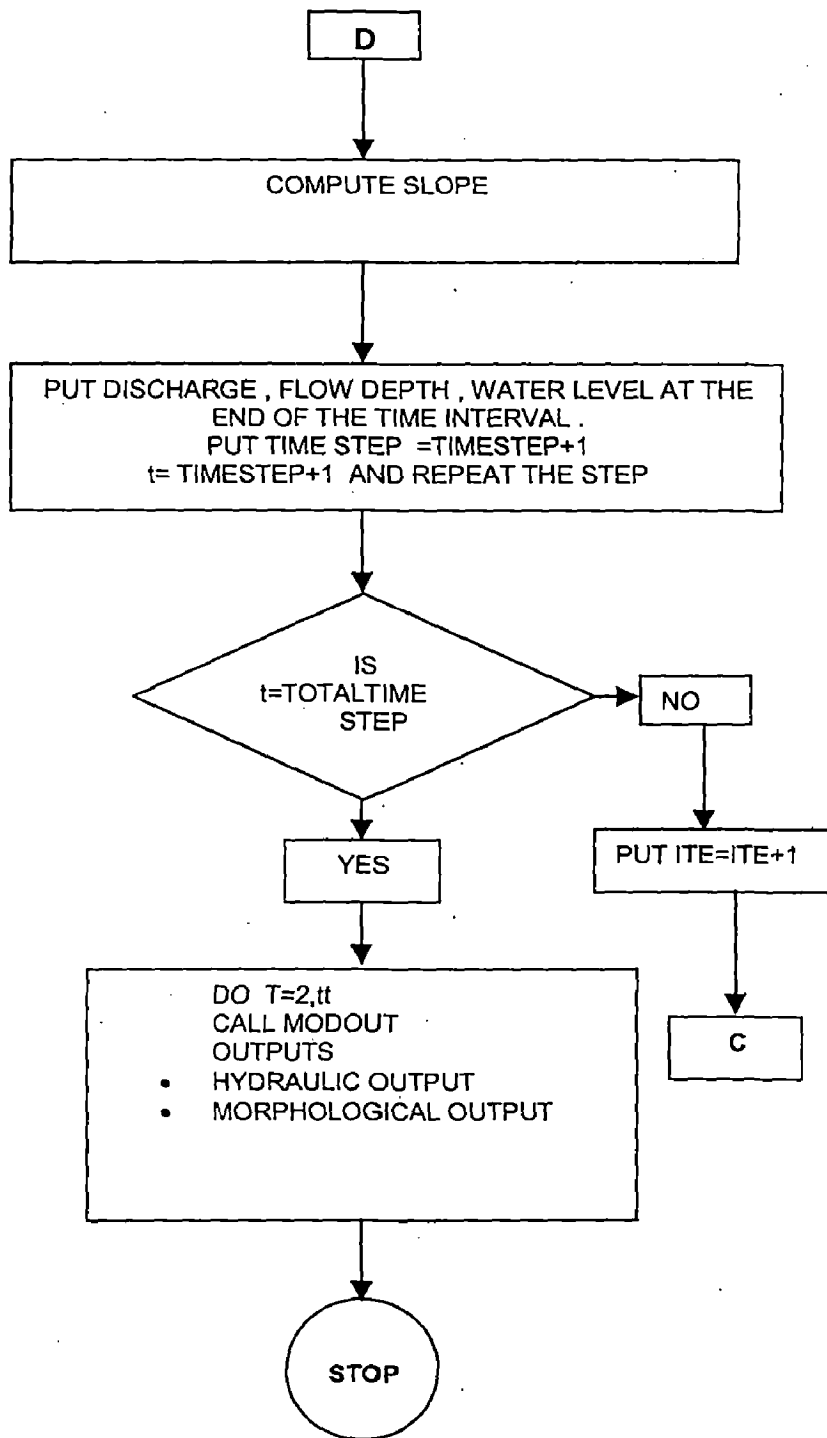 D
COMPUTE SLOPE
PUT DISCHARGE , FLOW DEPTH , WATER LEVEL AT THE
END OF THE TIME INTERVAL .
PUT TIME STEP =TIMESTEP+1
t= TIMESTEP+1 AND REPEAT THE STEP
IS
t=TOTALTIME
STEP
NO
YES
PUT ITE=ITE+1
DO T=2,tt
CALL MODOUT
OUTPUTS
• HYDRAULIC OUTPUT
• MORPHOLOGICAL OUTPUT
C
STOP